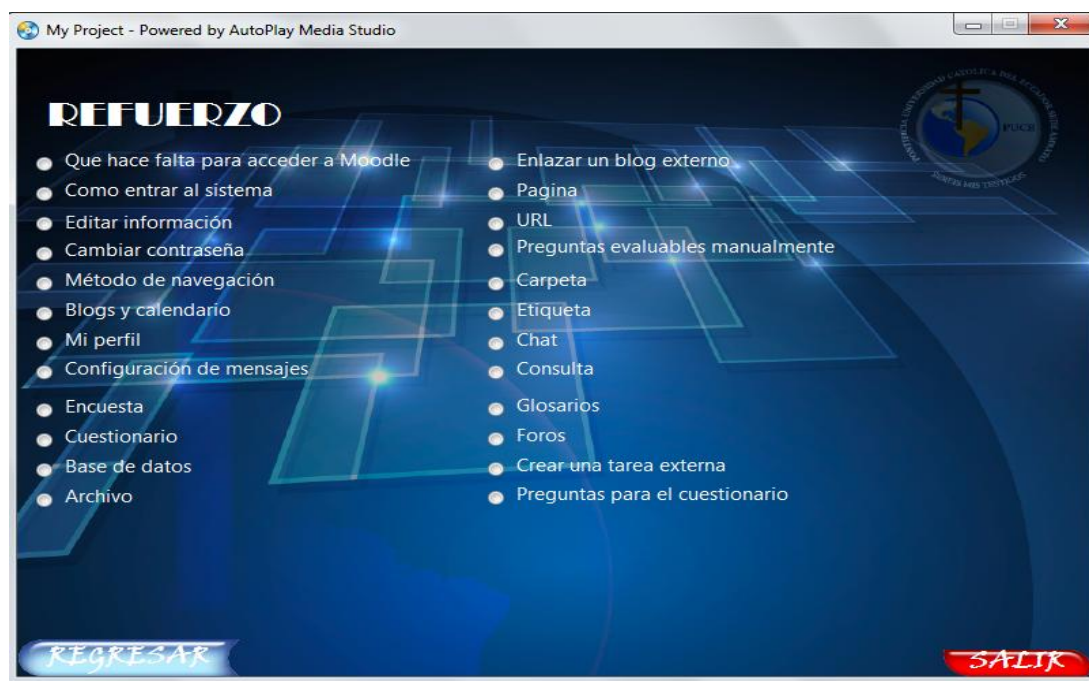 My Project - Powered by AutoPlay Media Studio
REFUERZO
Que hace falta para acceder a Moodle
Como entrar al sistema
Editar información
Cambiar contraseña
Método de navegación
Blogs y calendario
Mi perfil
Configuración de mensajes
Encuesta
Cuestionario
Base de datos
Archivo
Enlazar un blog externo
Pagina
URL
Preguntas evaluables manualmente
Carpeta
Etiqueta
Chat
Consulta
Glosarios
Foros
Crear una tarea externa
Preguntas para el cuestionario
PUCE
REGRESAR
SALIR